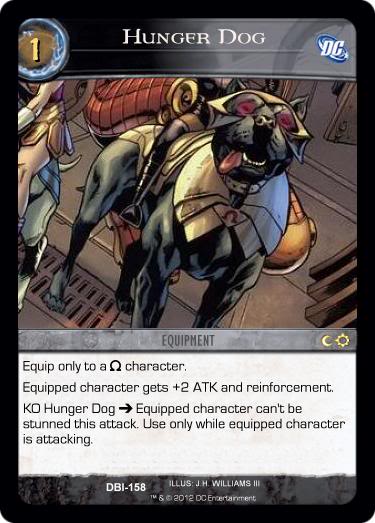 1
HUNGER DOG
DC
EQUIPMENT
Equip only to a Ω character.
Equipped character gets +2 ATK and reinforcement.
KO Hunger Dog ➔ Equipped character can't be
stunned this attack. Use only while equipped character
is attacking.
DBI-158
ILLUS: J.H. WILLIAMS III
™ & © 2012 DC Entertainment